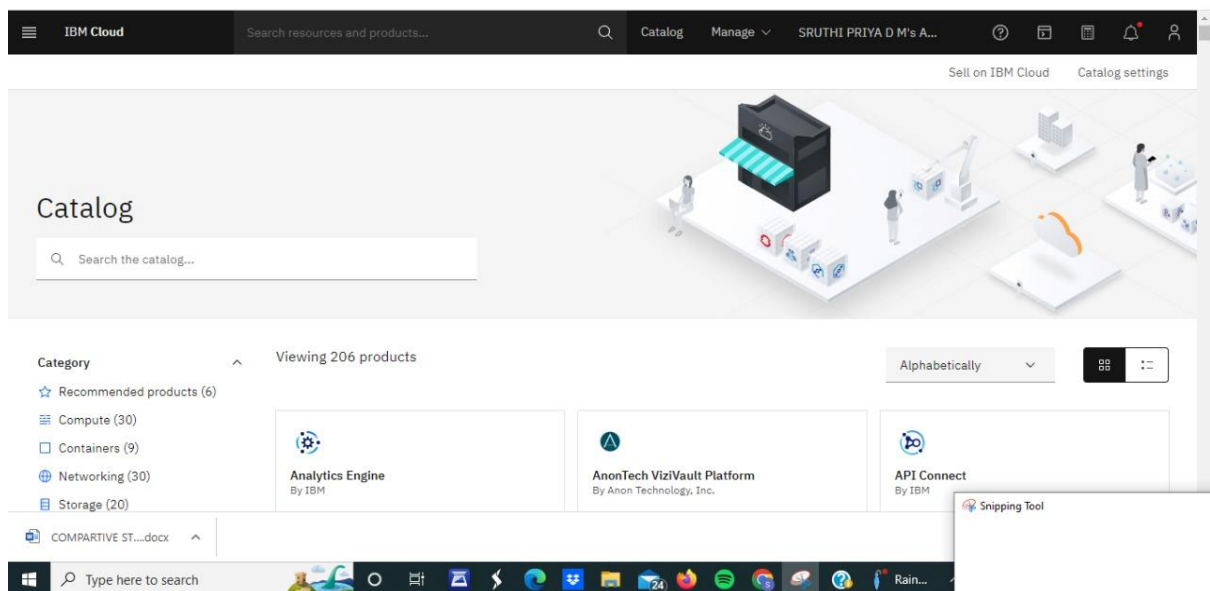 IBM Cloud Search resources and products... Catalog Manage SRUTHI PRIYA D M's A...
Sell on IBM Cloud Catalog settings
Catalog
Search the catalog...
Category
Recommended products (6)
Compute (30)
Containers (9)
Networking (30)
Storage (20)
Viewing 206 products
Alphabetically
Analytics Engine
By IBM
AnonTech ViziVault Platform
By Anon Technology, Inc.
API Connect
By IBM
Snipping Tool
COMPARTIVE ST....docx
Type here to search
24
Rain...